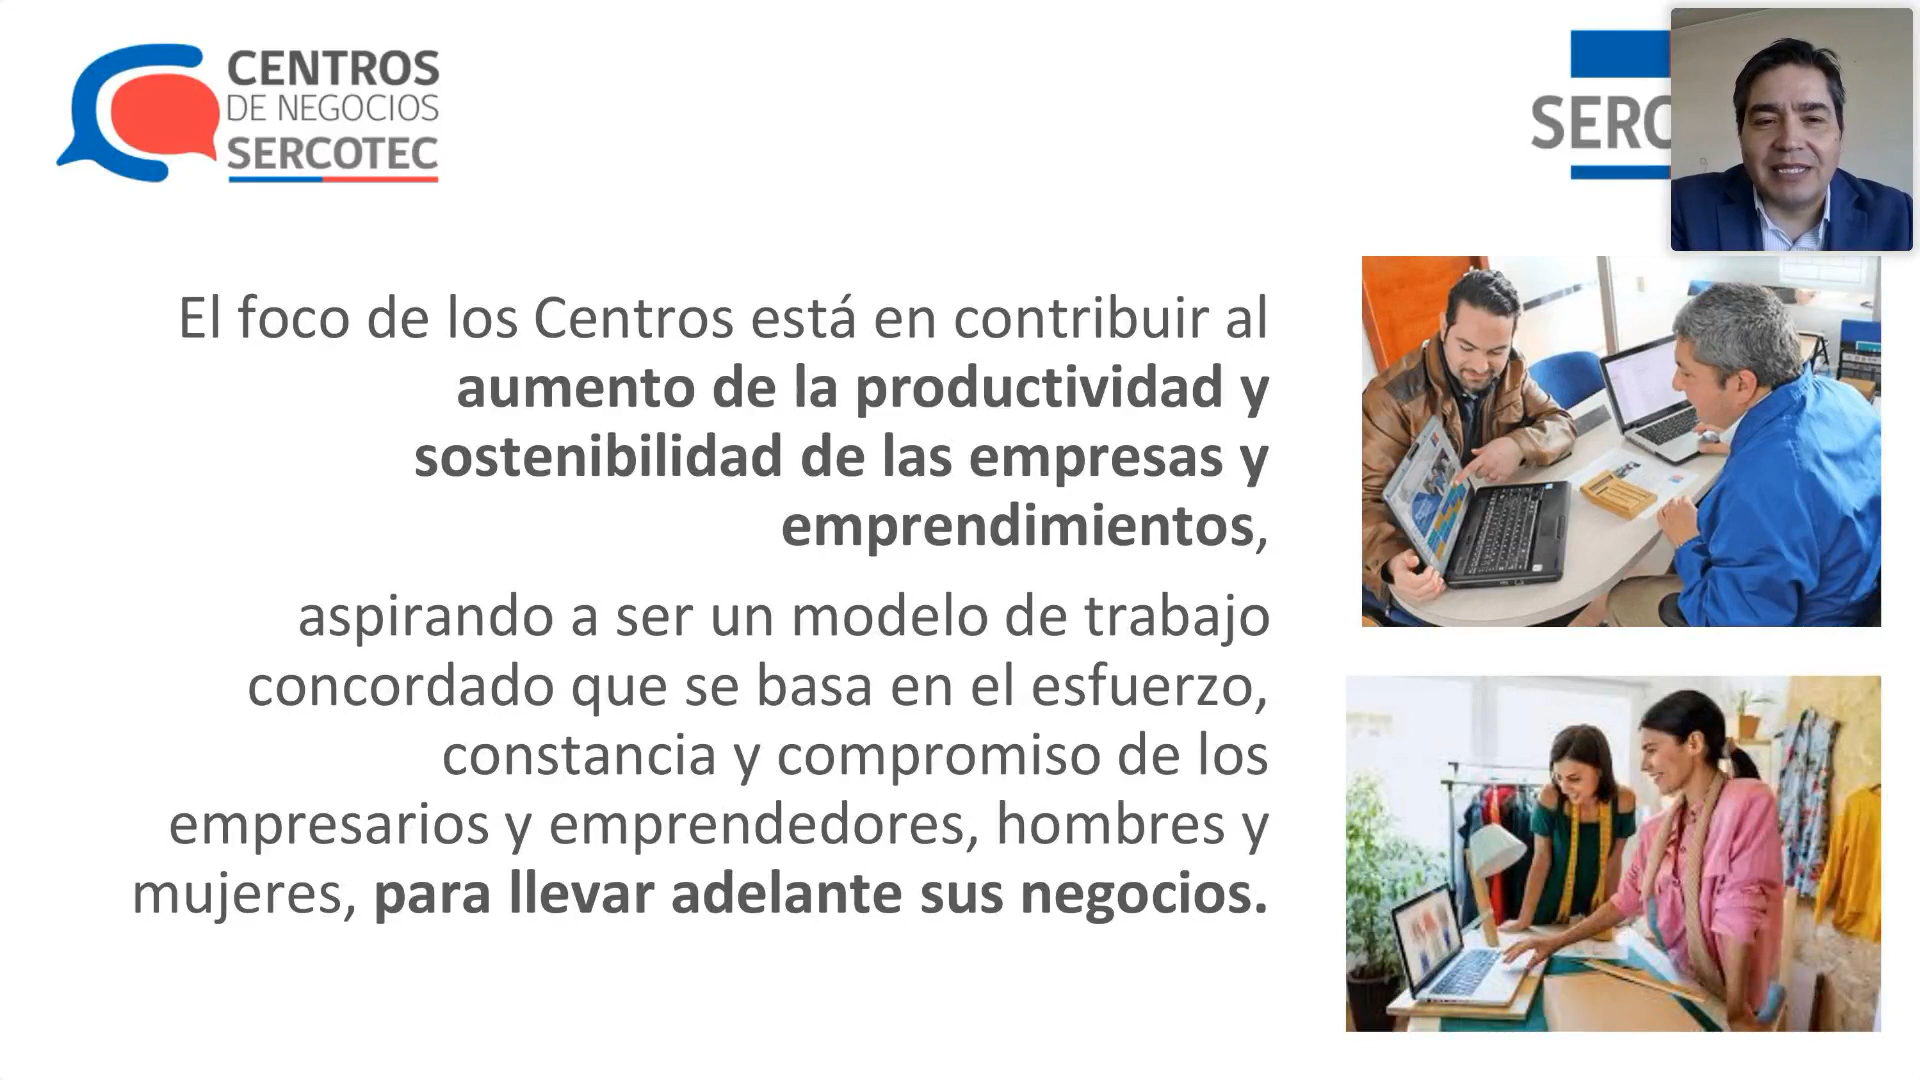 CENTROS
DE NEGOCIOS
SERCOTEC
El foco de los Centros está en contribuir al
aumento de la productividad y
sostenibilidad de las empresas y
emprendimientos,
aspirando a ser un modelo de trabajo
concordado que se basa en el esfuerzo,
constancia y compromiso de los
empresarios y emprendedores, hombres y
mujeres, para llevar adelante sus negocios.